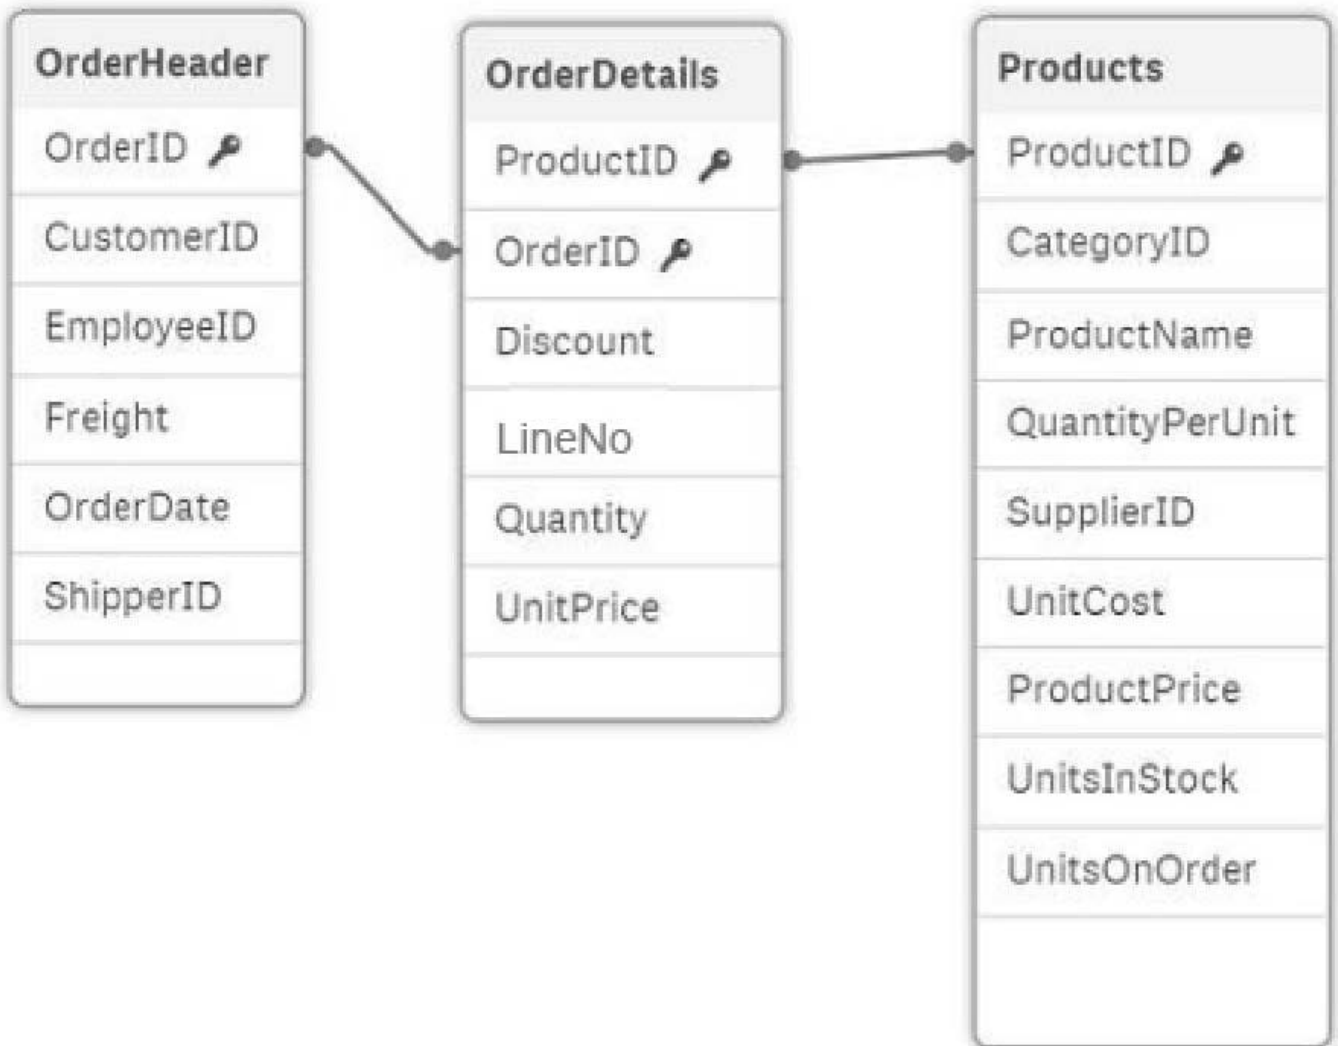 OrderHeader
OrderID
CustomerID
EmployeeID
Freight
OrderDate
ShipperID
OrderDetails
ProductID
OrderID
Discount
LineNo
Quantity
UnitPrice
Products
ProductID
CategoryID
ProductName
QuantityPerUnit
SupplierID
UnitCost
ProductPrice
UnitsInStock
UnitsOnOrder